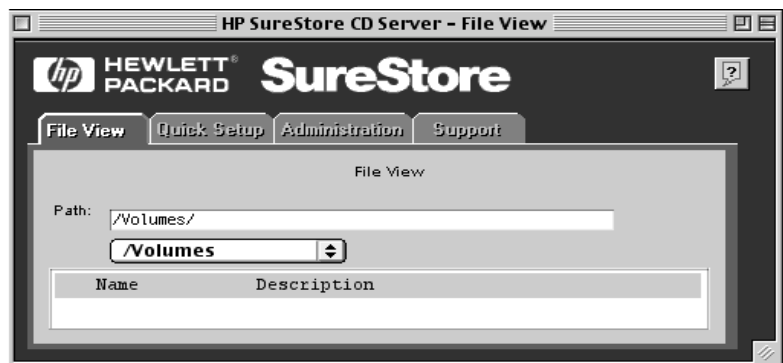 HP SureStore CD Server - File View
hp HEWLETT® PACKARD SureStore ?
File View Quick Setup Administration Support
File View
Path: /Volumes/
/Volumes
Name Description